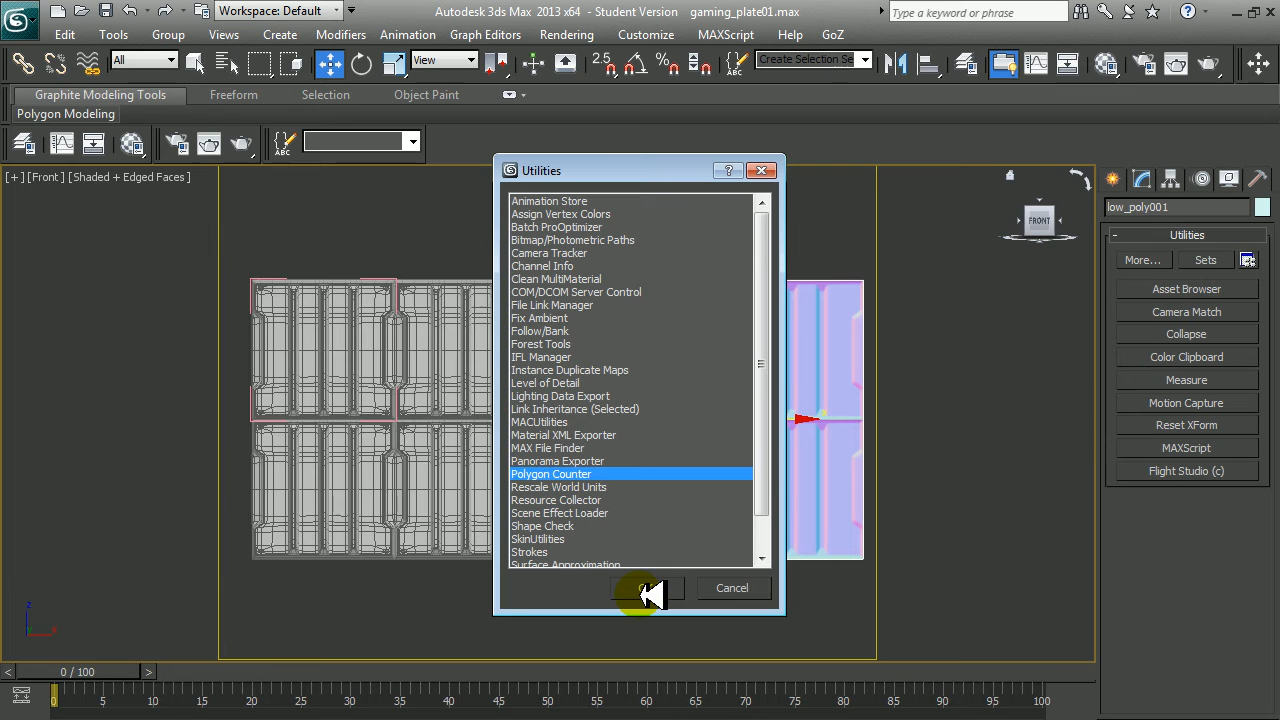 Workspace: Default
Autodesk 3ds Max 2013 x64 - Student Version gaming_plate01.max
Type a keyword or phrase
Edit Tools Group Views Create Modifiers Animation Graph Editors Rendering Customize MAXScript Help GoZ
All View 2.5 Create Selection Se
Graphite Modeling Tools Freeform Selection Object Paint
Polygon Modeling
ABC
[ + ] [Front ] [Shaded + Edged Faces ]
FRONT
Utilities
Animation Store
Assign Vertex Colors
Batch ProOptimizer
Bitmap/Photometric Paths
Camera Tracker
Channel Info
Clean MultiMaterial
COM/DCOM Server Control
File Link Manager
Fix Ambient
Follow/Bank
Forest Tools
IFL Manager
Instance Duplicate Maps
Level of Detail
Lighting Data Export
Link Inheritance (Selected)
MACUtilities
Material XML Exporter
MAX File Finder
Panorama Exporter
Polygon Counter
Rescale World Units
Resource Collector
Scene Effect Loader
Shape Check
SkinUtilities
Strokes
Surface Approximation
Cancel
low_poly001
Utilities
More... Sets
Asset Browser
Camera Match
Collapse
Color Clipboard
Measure
Motion Capture
Reset XForm
MAXScript
Flight Studio (c)
z
x
0 / 100
0 5 10 15 20 25 30 35 40 45 50 55 60 65 70 75 80 85 90 95 100